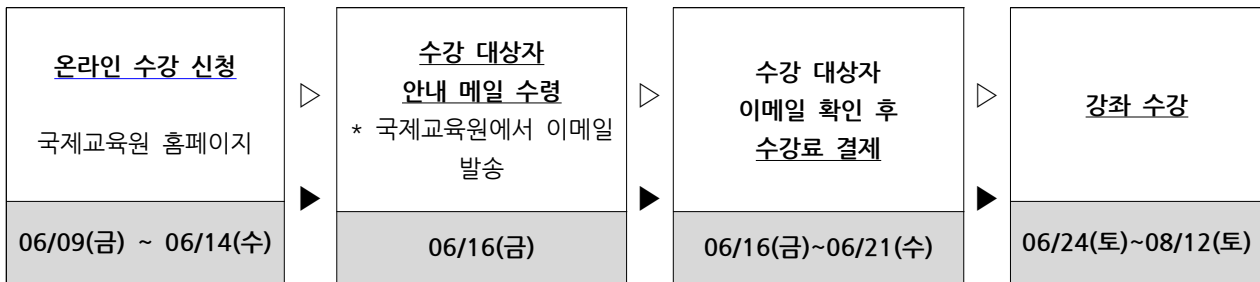 온라인 수강 신청
국제교육원 홈페이지
06/09(금) ~ 06/14(수)
▷
▶
수강 대상자
안내 메일 수령
* 국제교육원에서 이메일
발송
06/16(금)
▷
▶
수강 대상자
이메일 확인 후
수강료 결제
06/16(금)~06/21(수)
▷
▶
강좌 수강
06/24(토)~08/12(토)